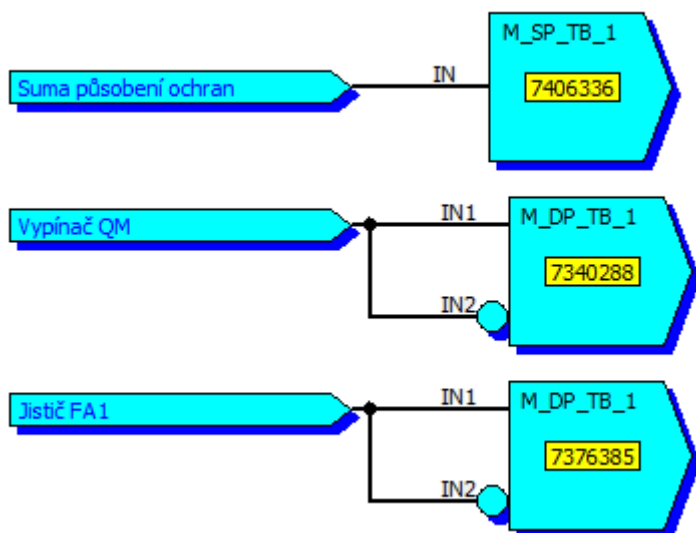 M_SP_TB_1
Suma působení ochran
IN
7406336
Vypínač QM
IN1
M_DP_TB_1
7340288
IN2
Jistič FA1
IN1
M_DP_TB_1
7376385
IN2